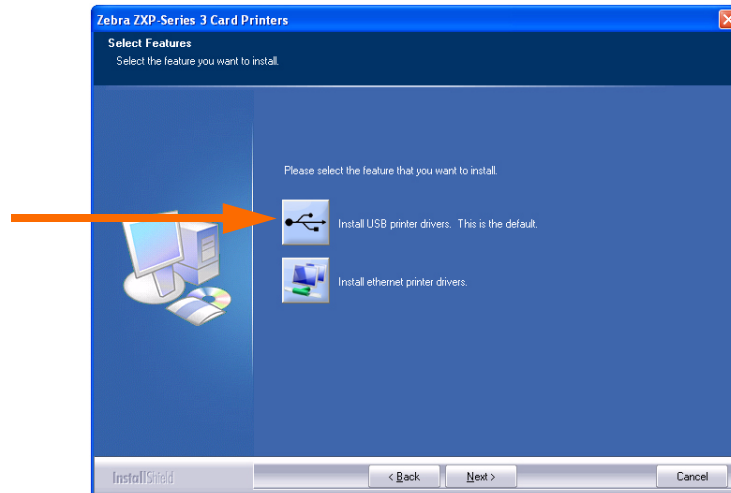 Zebra ZXP-Series 3 Card Printers
Select Features
Select the feature you want to install.
Please select the feature that you want to install.
Install USB printer drivers. This is the default.
Install ethernet printer drivers.
InstallShield
< Back
Next >
Cancel